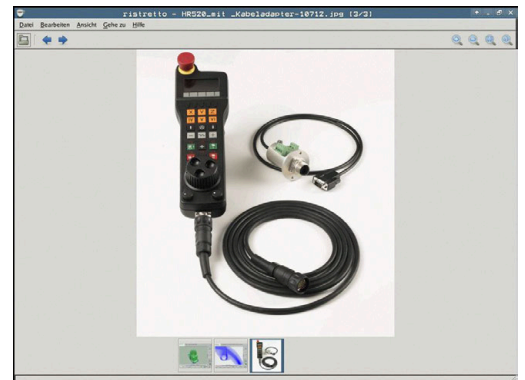 ristretto - HR520_mit _Kabeladapter-10712.jpg [3/3]
Datei Bearbeiten Ansicht Gehe zu Hilfe